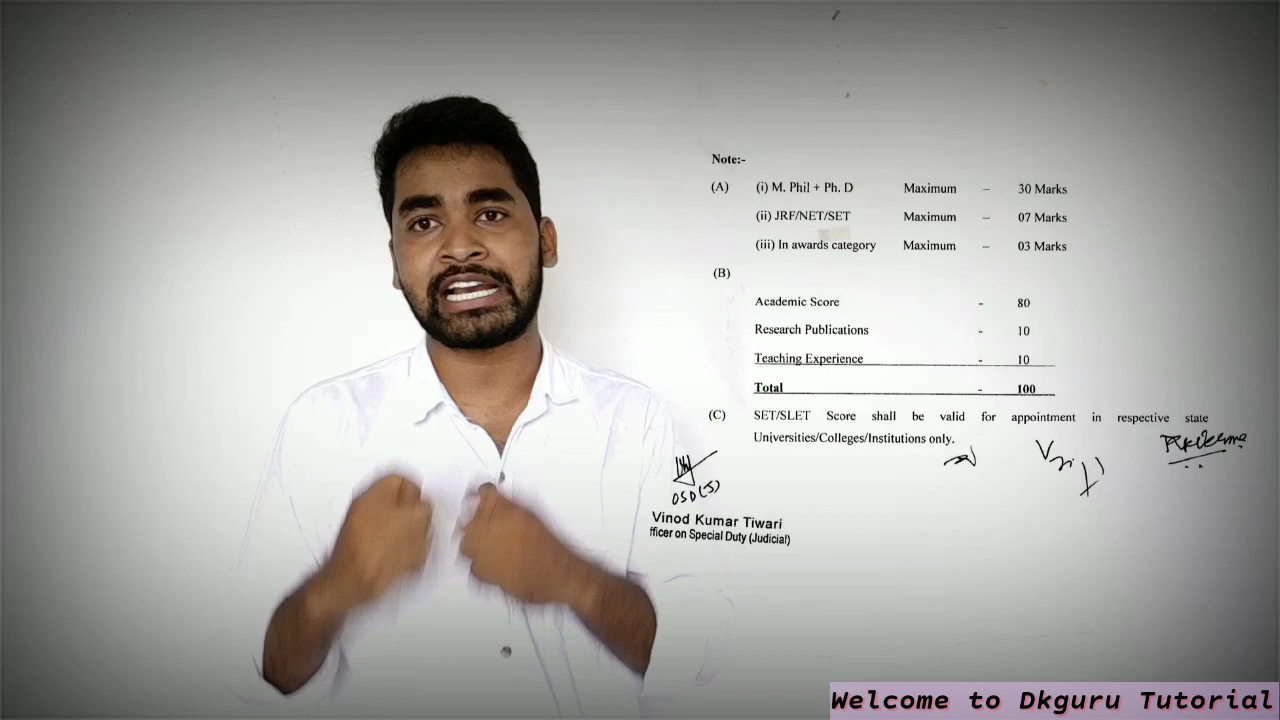 Note:-
(A) (i) M. Phil + Ph. D Maximum – 30 Marks
(ii) JRF/NET/SET Maximum – 07 Marks
(iii) In awards category Maximum – 03 Marks
(B)
Academic Score - 80
Research Publications - 10
Teaching Experience - 10
Total - 100
(C) SET/SLET Score shall be valid for appointment in respective state
Universities/Colleges/Institutions only.
OSD(J)
Vinod Kumar Tiwari
fficer on Special Duty (Judicial)
Welcome to Dkguru Tutorial